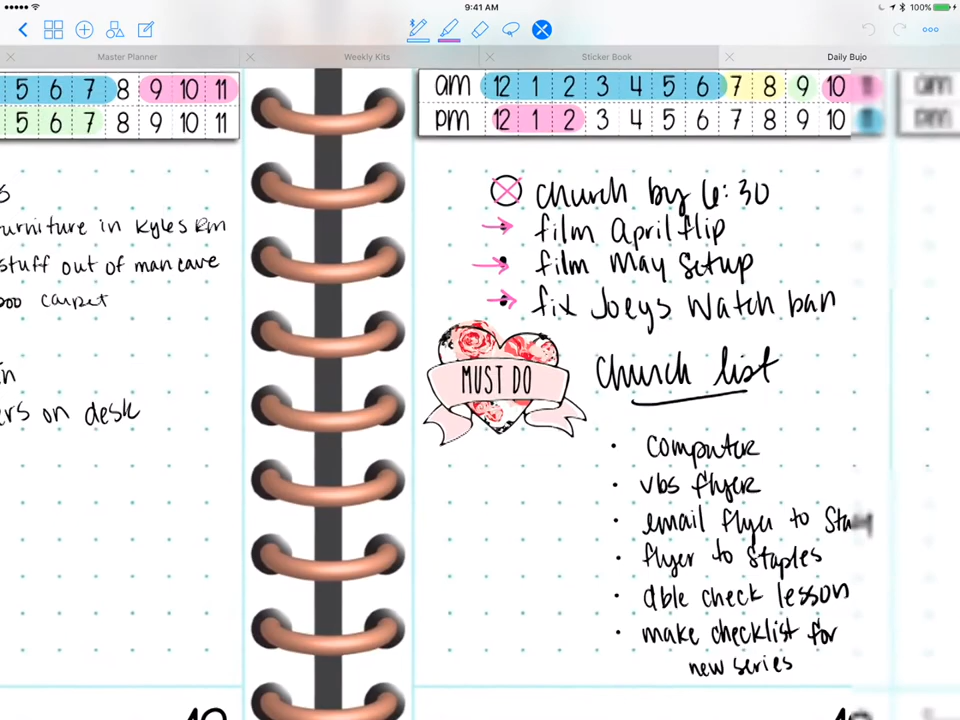 9:41 AM
100%
Master Planner
Weekly Kits
Sticker Book
Daily Bujo
5 6 7 8 9 10 11
5 6 7 8 9 10 11
in Kyles Rm
stuff out of man cave
carpet
on desk
am 12 1 2 3 4 5 6 7 8 9 10 11
pm 12 1 2 3 4 5 6 7 8 9 10 11
am
pm
church by 6:30
film April flip
film May Setup
fix Joeys Watch ban
MUST DO
Church list
• computer
• vbs flyer
• email flyer to
• flyer to Staples
• dble check lesson
• make checklist for
new series